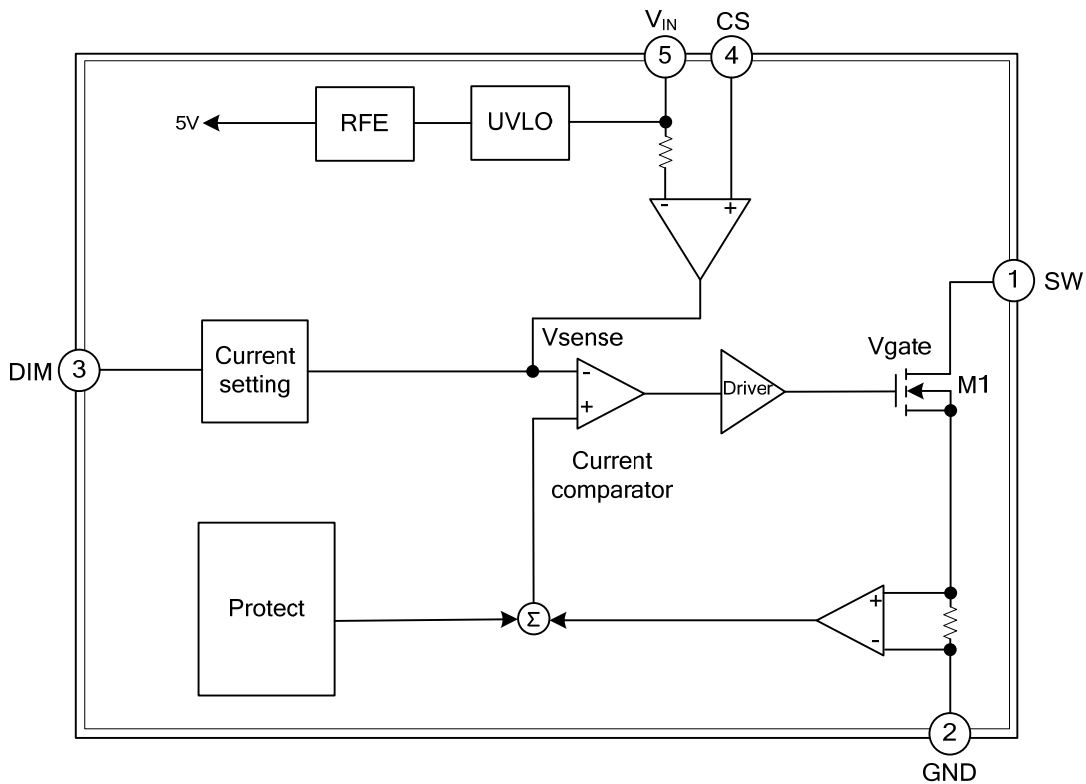 VIN
CS
5
4
5V
RFE
UVLO
-
+
1
SW
DIM
3
Current
setting
Vsense
-
+
Driver
Vgate
M1
Current
comparator
Protect
Σ
+
-
2
GND